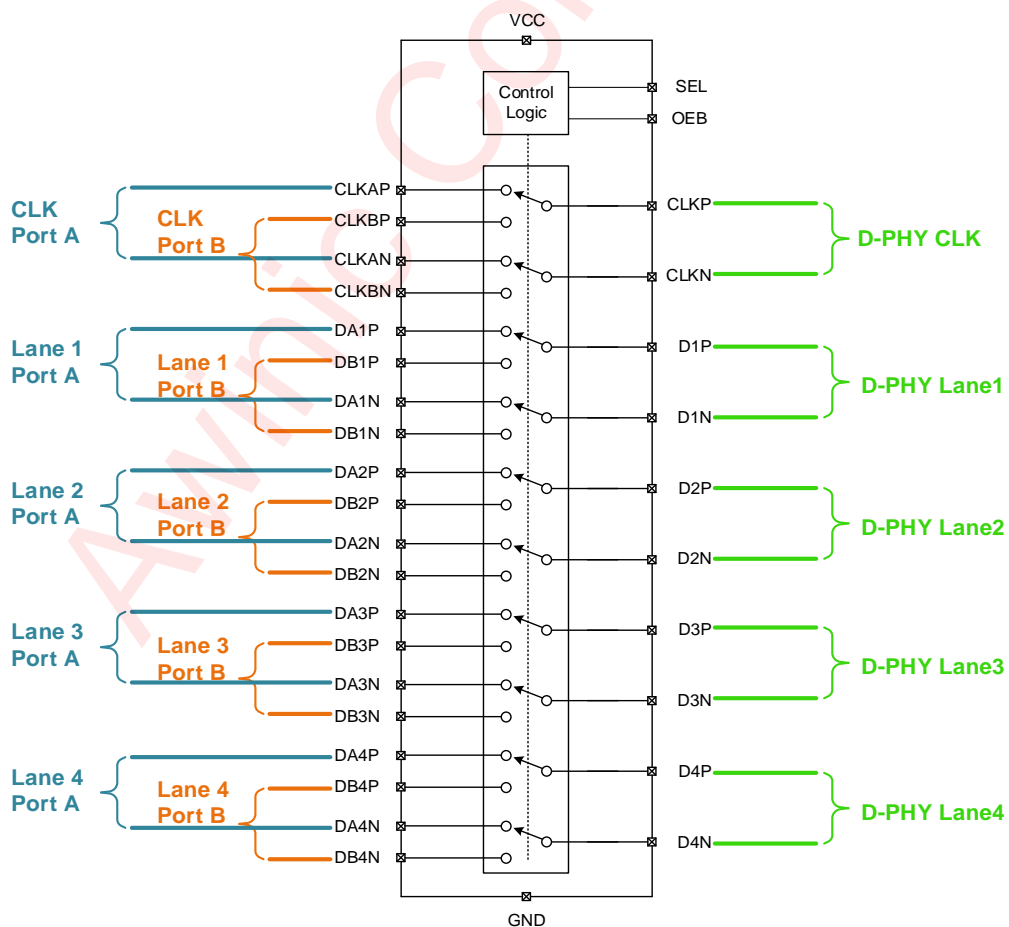 VCC
Control
Logic
SEL
OEB
CLK
Port A
CLK
Port B
CLKAP
CLKBP
CLKAN
CLKBN
CLKP
CLKN
D-PHY CLK
Lane 1
Port A
Lane 1
Port B
DA1P
DB1P
DA1N
DB1N
D1P
D1N
D-PHY Lane1
Lane 2
Port A
Lane 2
Port B
DA2P
DB2P
DA2N
DB2N
D2P
D2N
D-PHY Lane2
Lane 3
Port A
Lane 3
Port B
DA3P
DB3P
DA3N
DB3N
D3P
D3N
D-PHY Lane3
Lane 4
Port A
Lane 4
Port B
DA4P
DB4P
DA4N
DB4N
D4P
D4N
D-PHY Lane4
GND
Awinic Co